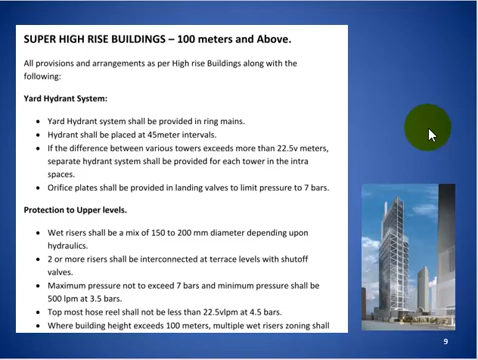 SUPER HIGH RISE BUILDINGS – 100 meters and Above.
All provisions and arrangements as per High rise Buildings along with the
following:
Yard Hydrant System:
• Yard Hydrant system shall be provided in ring mains.
• Hydrant shall be placed at 45meter intervals.
• If the difference between various towers exceeds more than 22.5v meters,
separate hydrant system shall be provided for each tower in the intra
spaces.
• Orifice plates shall be provided in landing valves to limit pressure to 7 bars.
Protection to Upper levels.
• Wet risers shall be a mix of 150 to 200 mm diameter depending upon
hydraulics.
• 2 or more risers shall be interconnected at terrace levels with shutoff
valves.
• Maximum pressure not to exceed 7 bars and minimum pressure shall be
500 lpm at 3.5 bars.
• Top most hose reel shall not be less than 22.5vlpm at 4.5 bars.
• Where building height exceeds 100 meters, multiple wet risers zoning shall
9